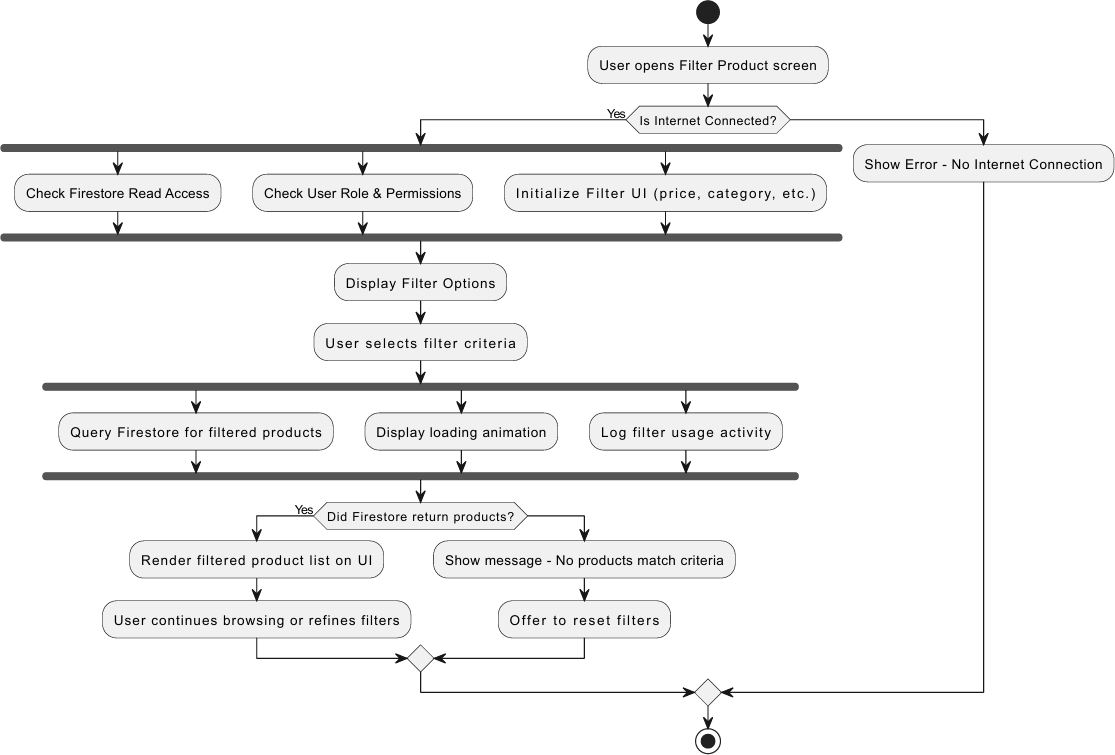 User opens Filter Product screen
Yes
Is Internet Connected?
Show Error - No Internet Connection
Check Firestore Read Access
Check User Role & Permissions
Initialize Filter UI (price, category, etc.)
Display Filter Options
User selects filter criteria
Query Firestore for filtered products
Display loading animation
Log filter usage activity
Yes
Did Firestore return products?
Render filtered product list on UI
Show message - No products match criteria
User continues browsing or refines filters
Offer to reset filters